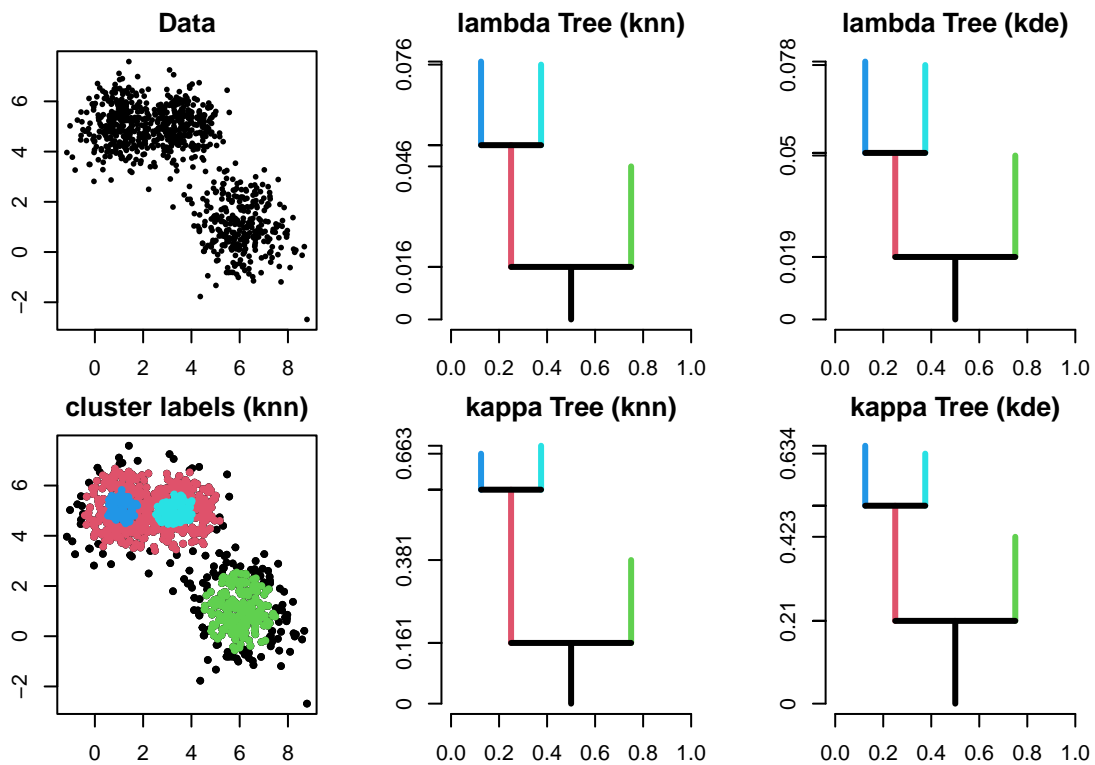 Data
6
4
2
0
−2
0 2 4 6 8
lambda Tree (knn)
0.076
0.046
0.016
0
0.0 0.2 0.4 0.6 0.8 1.0
lambda Tree (kde)
0.078
0.05
0.019
0
0.0 0.2 0.4 0.6 0.8 1.0
cluster labels (knn)
6
4
2
0
−2
0 2 4 6 8
kappa Tree (knn)
0.663
0.381
0.161
0
0.0 0.2 0.4 0.6 0.8 1.0
kappa Tree (kde)
0.634
0.423
0.21
0
0.0 0.2 0.4 0.6 0.8 1.0